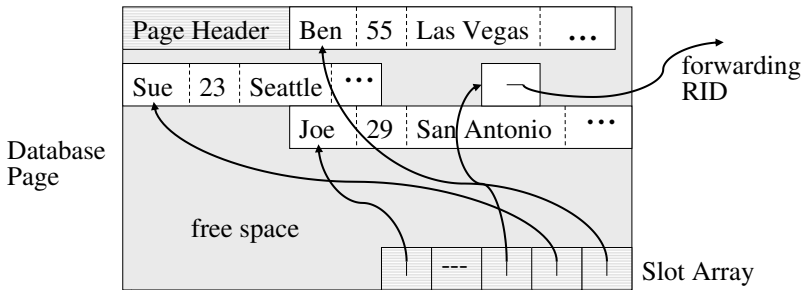 Page Header Ben 55 Las Vegas ...
forwarding
RID
Sue 23 Seattle ...
Joe 29 San Antonio ...
Database
Page
free space
---
Slot Array